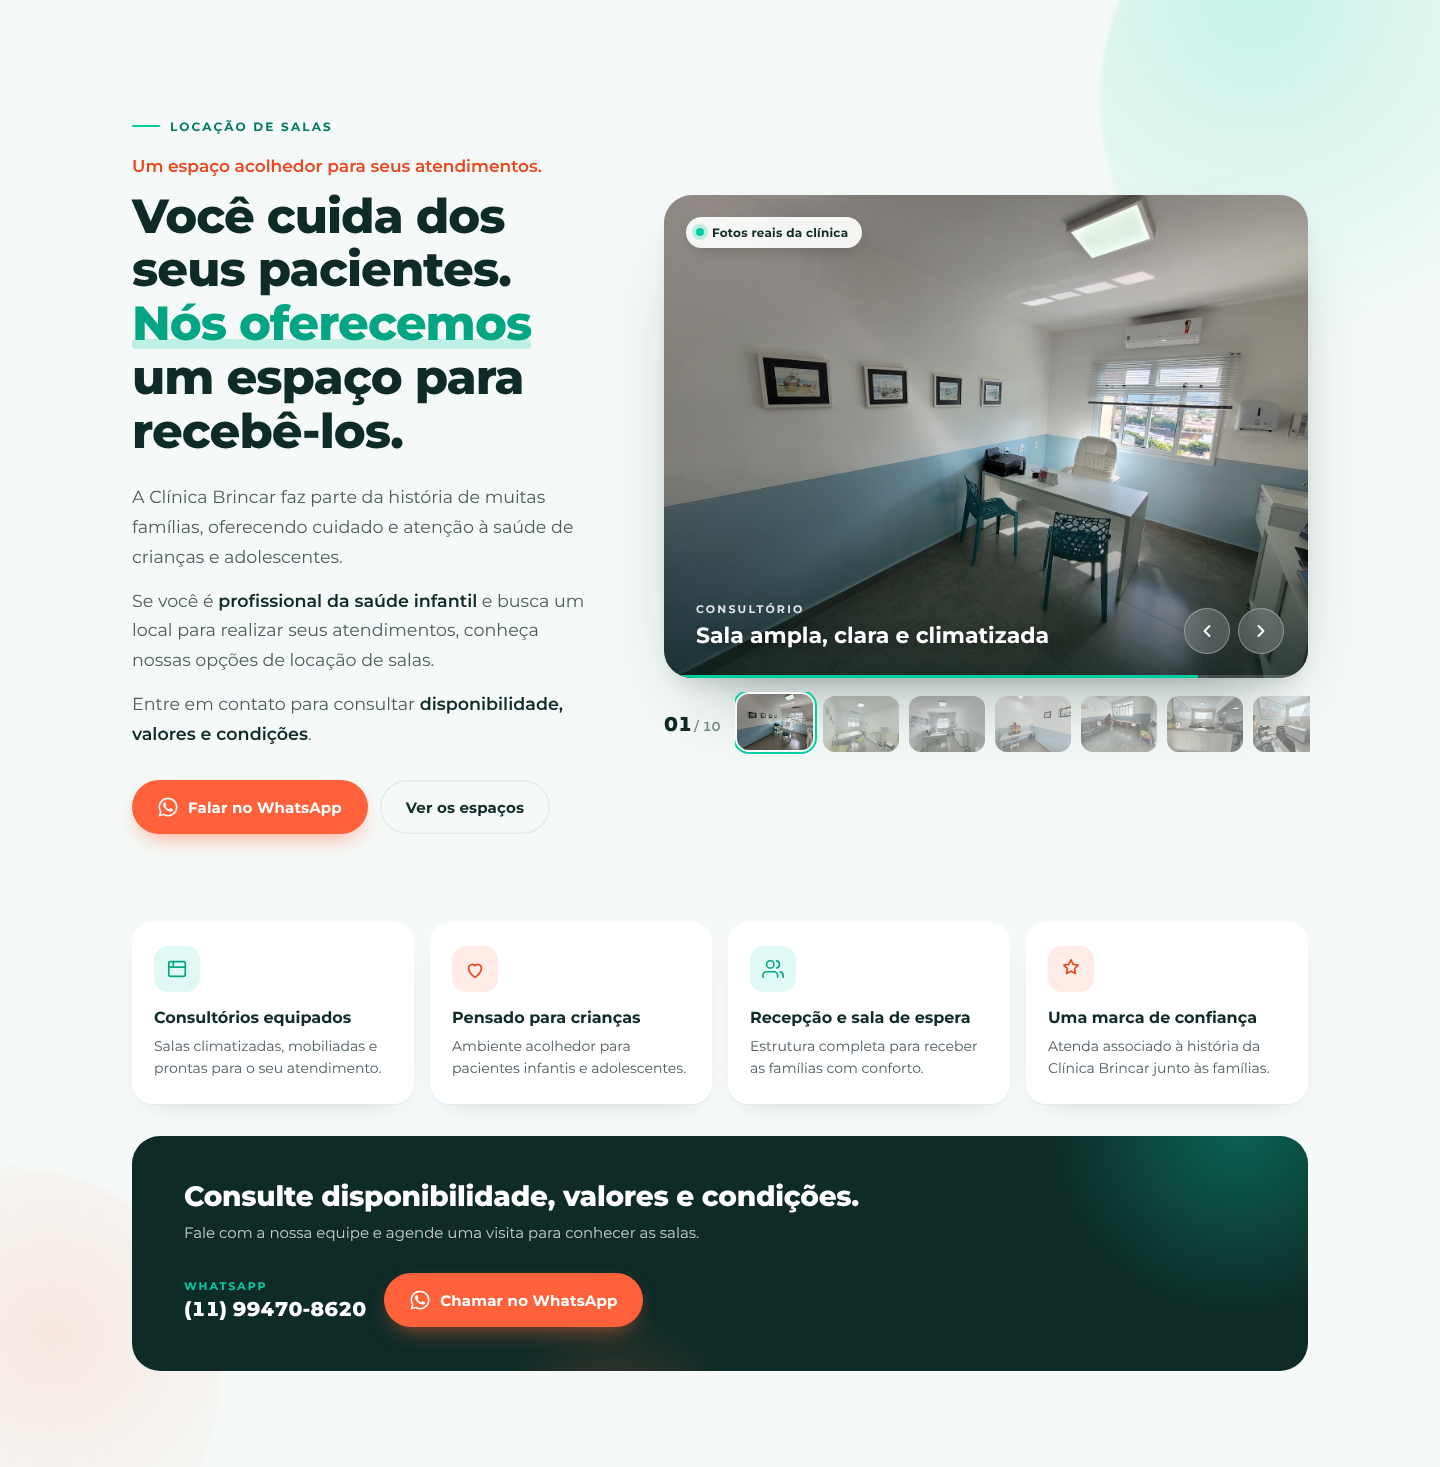 LOCAÇÃO DE SALAS
Um espaço acolhedor para seus atendimentos.
Você cuida dos
seus pacientes.
Nós oferecemos
um espaço para
recebê-los.
A Clínica Brincar faz parte da história de muitas
famílias, oferecendo cuidado e atenção à saúde de
crianças e adolescentes.
Se você é profissional da saúde infantil e busca um
local para realizar seus atendimentos, conheça
nossas opções de locação de salas.
Entre em contato para consultar disponibilidade,
valores e condições.
Falar no WhatsApp
Ver os espaços
Fotos reais da clínica
CONSULTÓRIO
Sala ampla, clara e climatizada
01 / 10
Consultórios equipados
Salas climatizadas, mobiliadas e
prontas para o seu atendimento.
Pensado para crianças
Ambiente acolhedor para
pacientes infantis e adolescentes.
Recepção e sala de espera
Estrutura completa para receber
as famílias com conforto.
Uma marca de confiança
Atenda associado à história da
Clínica Brincar junto às famílias.
Consulte disponibilidade, valores e condições.
Fale com a nossa equipe e agende uma visita para conhecer as salas.
WHATSAPP
(11) 99470-8620
Chamar no WhatsApp